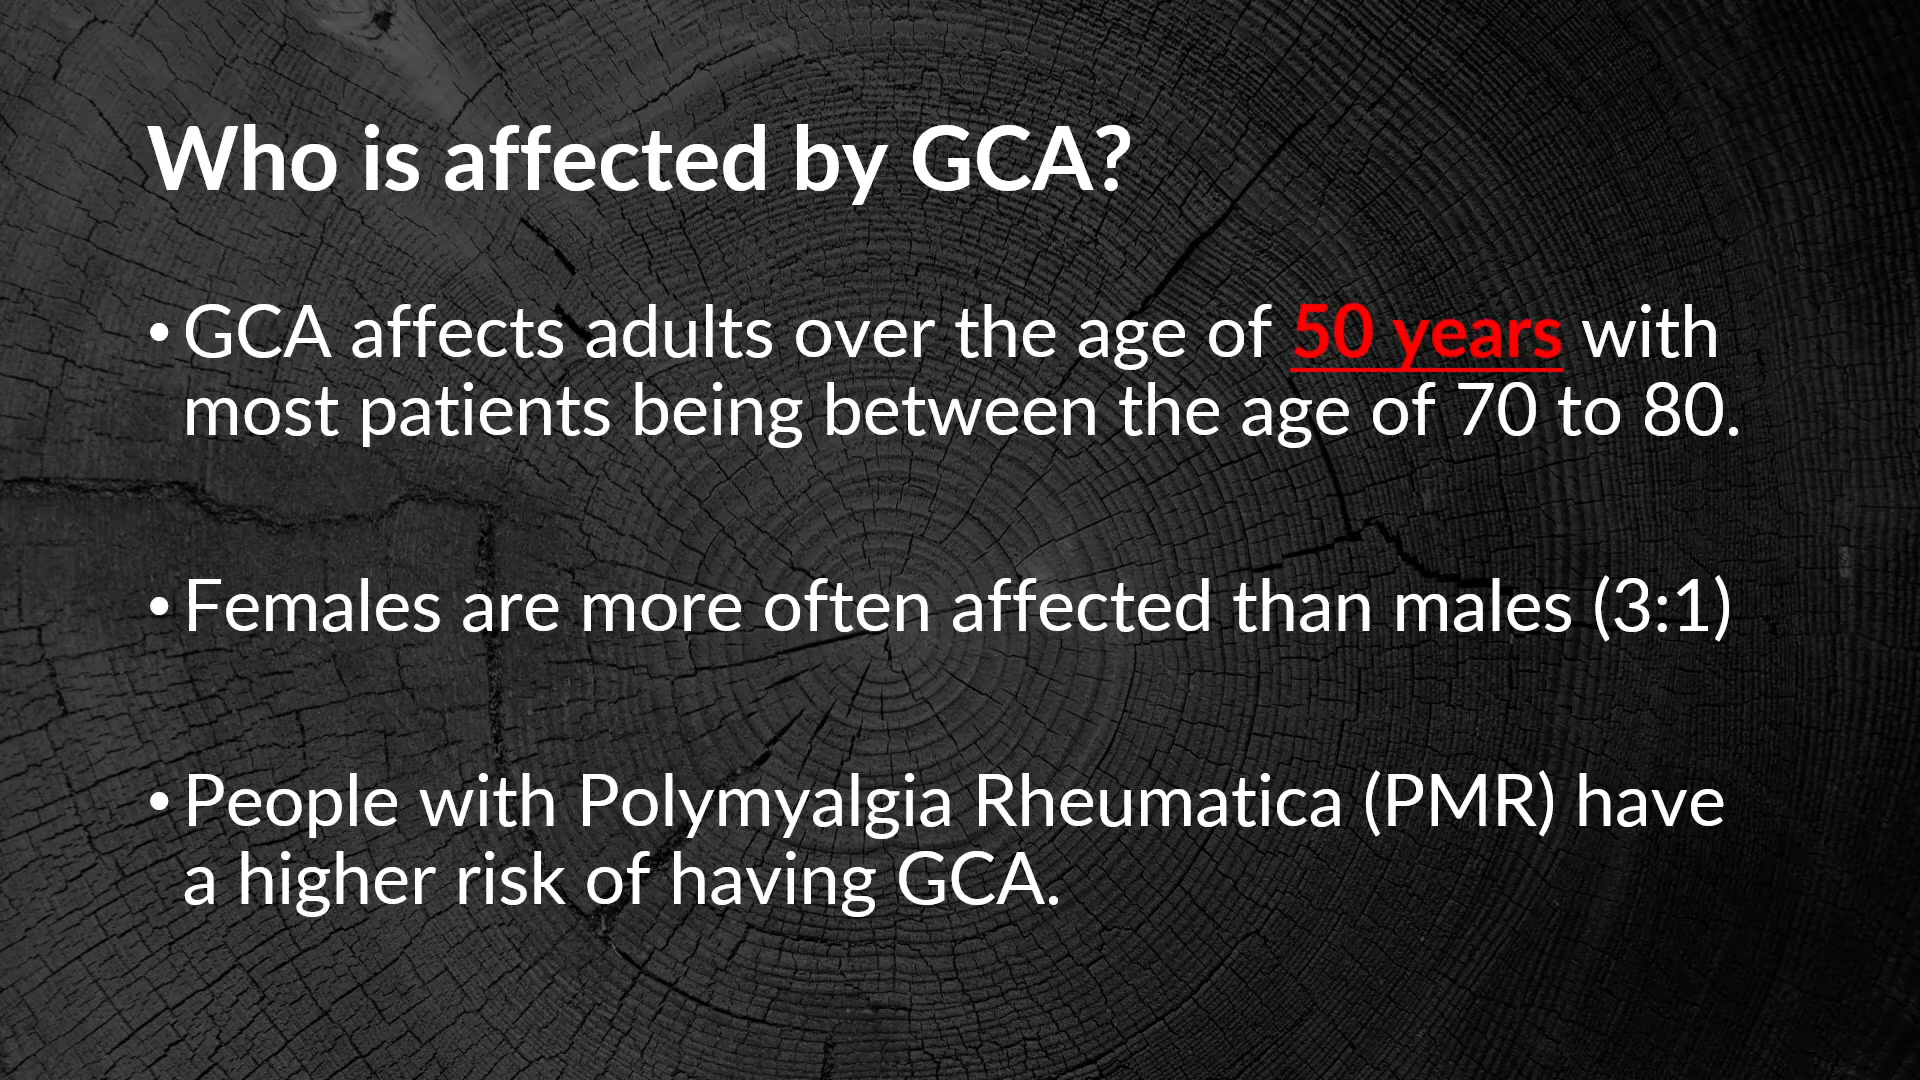 Who is affected by GCA?
• GCA affects adults over the age of 50 years with
most patients being between the age of 70 to 80.
• Females are more often affected than males (3:1)
• People with Polymyalgia Rheumatica (PMR) have
a higher risk of having GCA.